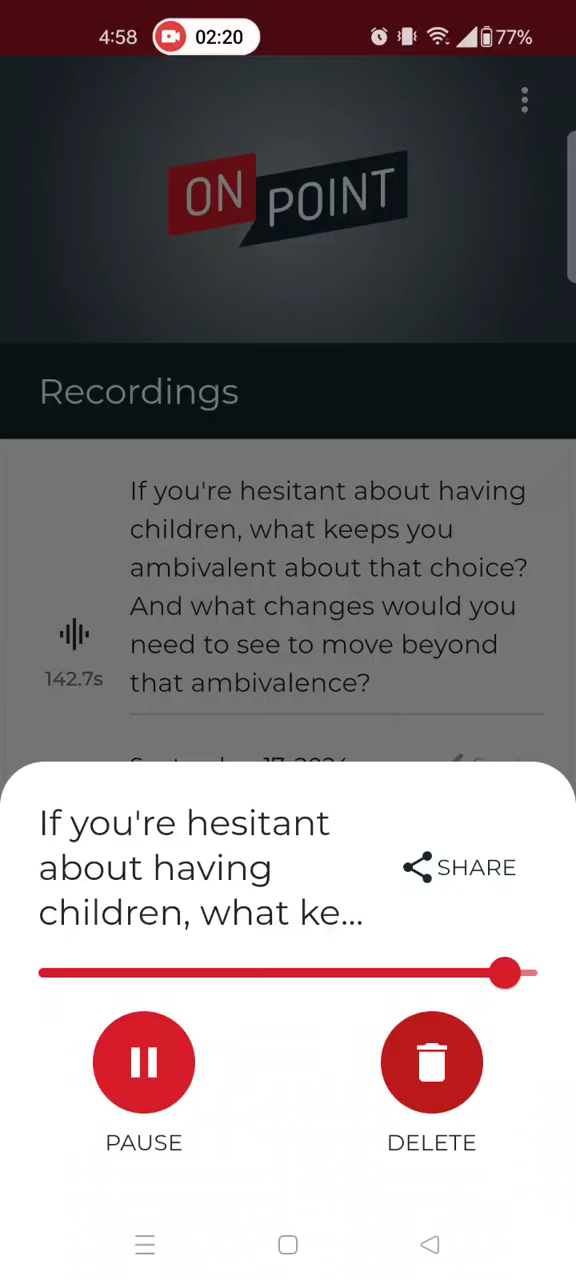 4:58
02:20
77%
ON POINT
Recordings
If you're hesitant about having
children, what keeps you
ambivalent about that choice?
And what changes would you
need to see to move beyond
that ambivalence?
142.7s
If you're hesitant
about having
children, what ke...
SHARE
PAUSE
DELETE